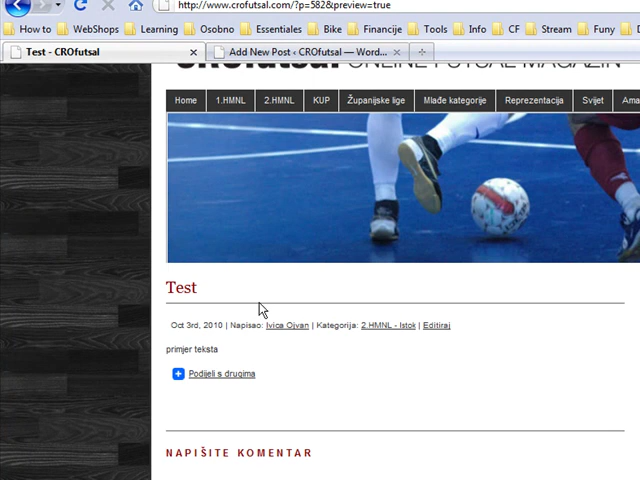 http://www.crofutsal.com/?p=582&preview=true
How to WebShops Learning Osobno Essentiales Bike Financije Tools Info CF Stream Funy
Test - CROfutsal Add New Post ‹ CROfutsal — Word...
CROfutsal ONLINE FUTSAL MAGAZIN
Home 1.HMNL 2.HMNL KUP Županijske lige Mlađe kategorije Reprezentacija Svijet Ama
Test
Oct 3rd, 2010 | Napisao: Ivica Ojvan | Kategorija: 2.HMNL - Istok | Editiraj
primjer teksta
Podijeli s drugima
NAPIŠITE KOMENTAR